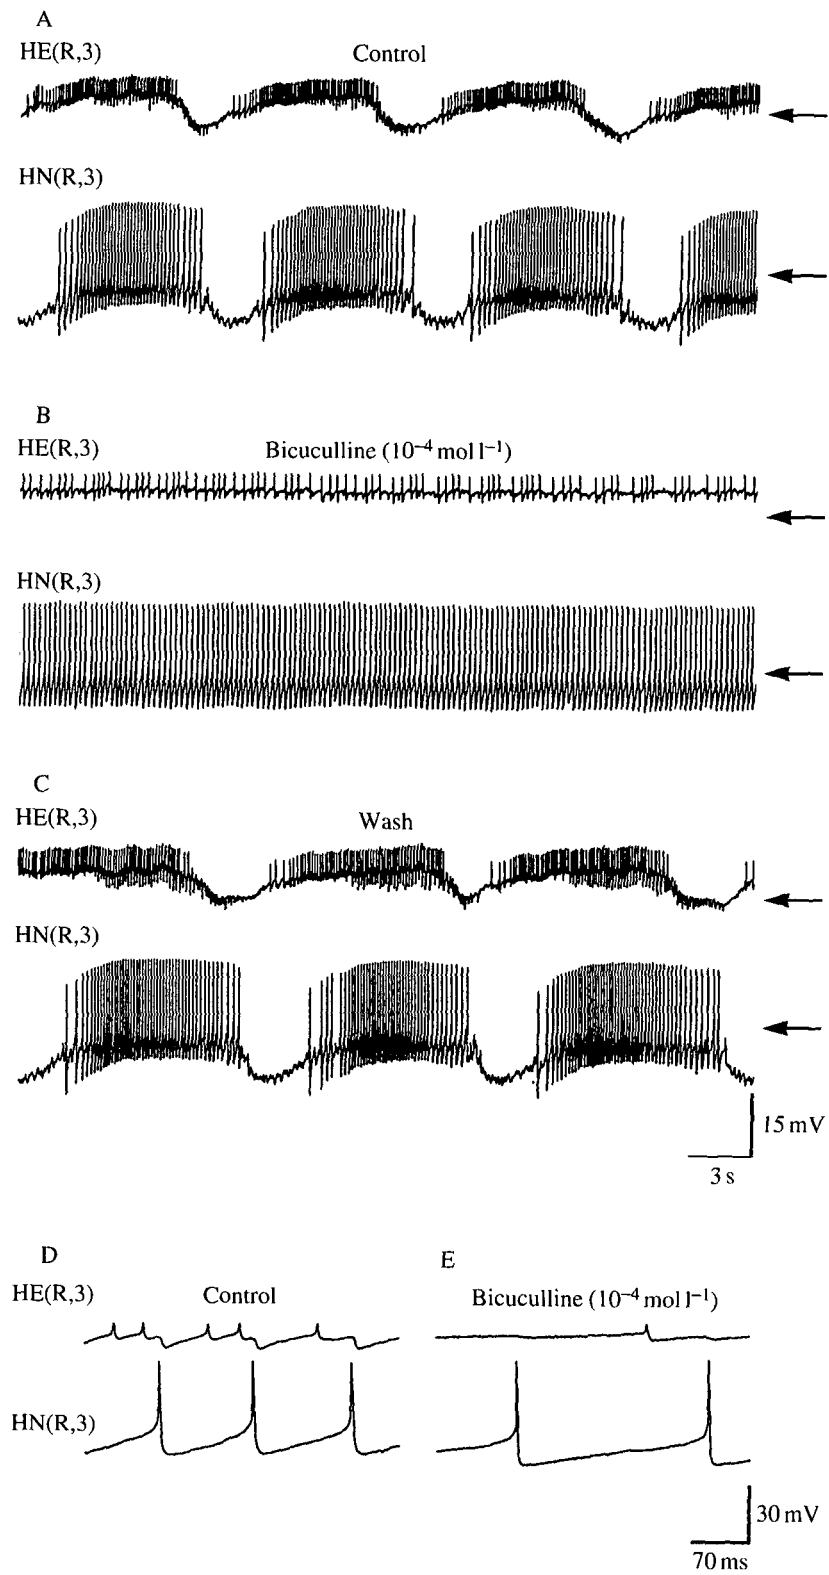 A
HE(R,3)
Control
HN(R,3)
B
HE(R,3)
Bicuculline (10⁻⁴ mol l⁻¹)
HN(R,3)
C
HE(R,3)
Wash
HN(R,3)
15 mV
3 s
D
E
HE(R,3)
Control
Bicuculline (10⁻⁴ mol l⁻¹)
HN(R,3)
30 mV
70 ms